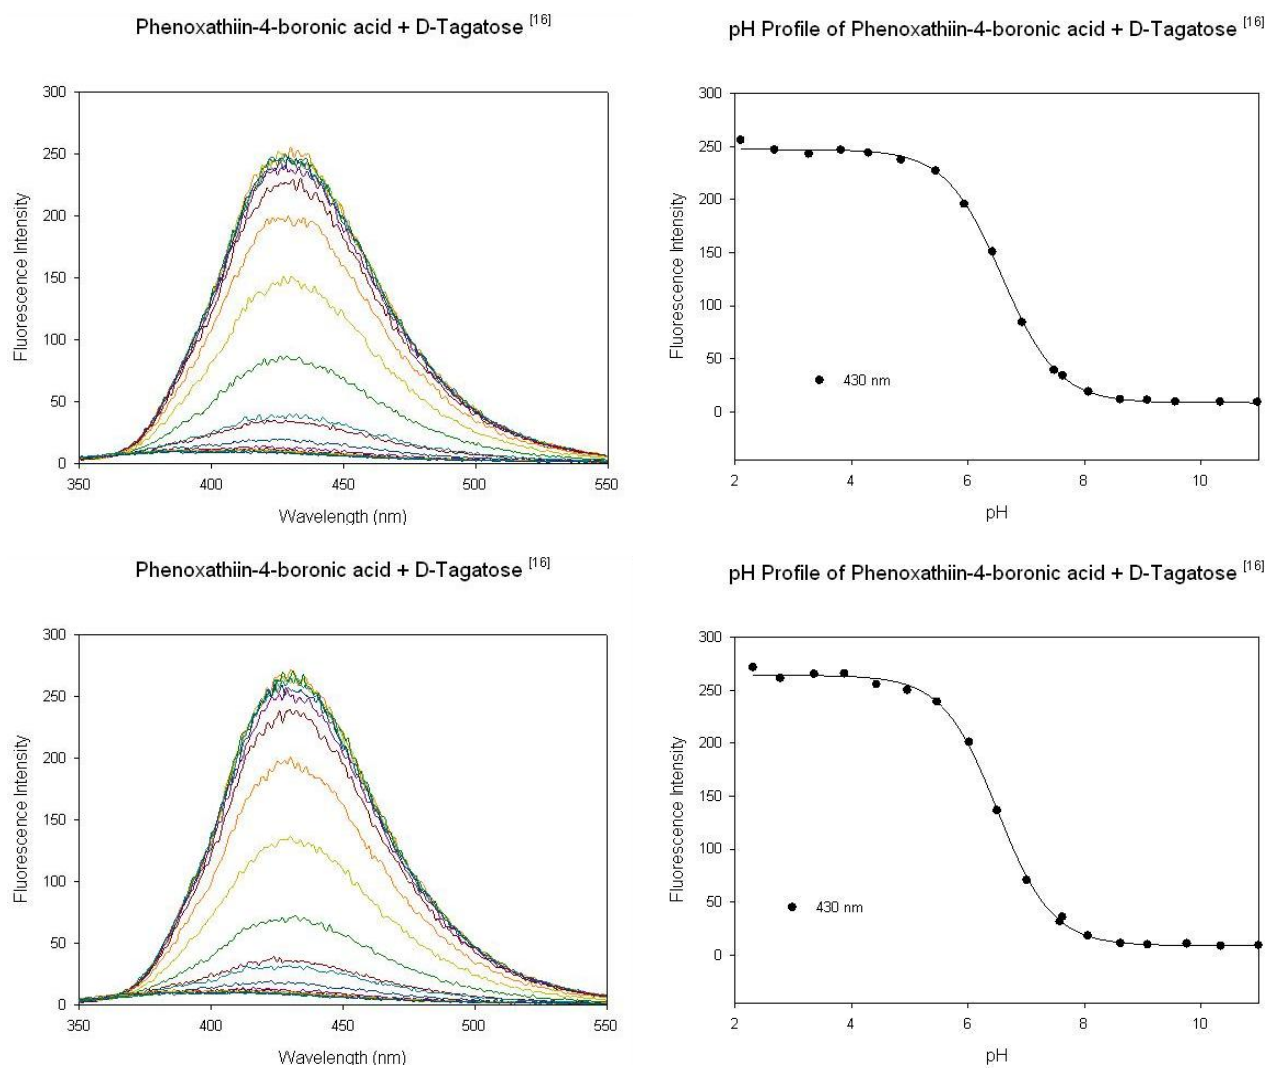 Phenoxathiin-4-boronic acid + D-Tagatose [16]
300
250
200
150
100
50
0
Fluorescence Intensity
350 400 450 500 550
Wavelength (nm)
pH Profile of Phenoxathiin-4-boronic acid + D-Tagatose [16]
300
250
200
150
100
50
0
Fluorescence Intensity
430 nm
2 4 6 8 10
pH
Phenoxathiin-4-boronic acid + D-Tagatose [16]
300
250
200
150
100
50
0
Fluorescence Intensity
350 400 450 500 550
Wavelength (nm)
pH Profile of Phenoxathiin-4-boronic acid + D-Tagatose [16]
300
250
200
150
100
50
0
Fluorescence Intensity
430 nm
2 4 6 8 10
pH